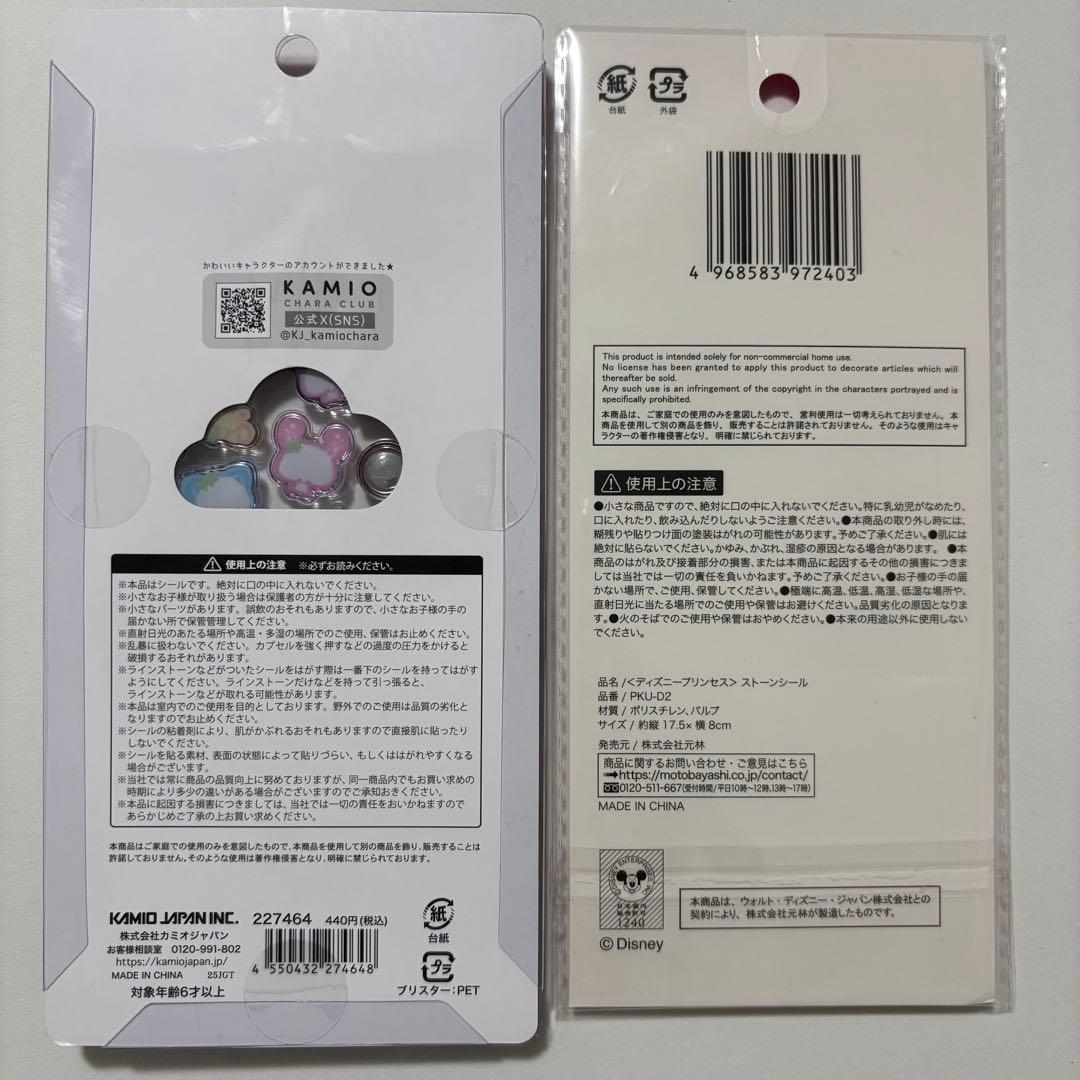 かわいいキャラクターのアカウントができました★
KAMIO
CHARA CLUB
公式X(SNS)
@KJ_kamiochara
使用上の注意 ※必ずお読みください。
※本品はシールです。絶対に口の中に入れないでください。
※小さなお子様が取り扱う場合は保護者の方が十分に注意してください。
※小さなパーツがあります。誤飲のおそれもありますので、小さなお子様の手の
届かない所で保管管理してください。
※直射日光のあたる場所や高温・多湿の場所でのご使用、保管はお止めください。
※乱暴に扱わないでください。カプセルを強く押すなどの過度の圧力をかけると
破損するおそれがあります。
※ラインストーンなどがついたシールをはがす際は一番下のシールを持ってはがす
ようにしてください。ラインストーンだけなどを持って引っ張ると、
ラインストーンなどが取れる可能性があります。
※本品は室内でのご使用を目的としております。野外でのご使用は品質の劣化と
なりますのでお止めください。
※シールの粘着剤により、肌がかぶれるおそれもありますので直接肌に貼ったり
しないでください。
※シールを貼る素材、表面の状態によって貼りづらい、もしくははがれやすくなる
場合がございます。
※当社では常に商品の品質向上に努めておりますが、同一商品内でもお買い求めの
時期により多少の違いがある場合がございますがご承知おきください。
※本品に起因する損害につきましては、当社では一切の責任をおいかねますので
あらかじめご了承の上お買い求めください。
本商品はご家庭での使用のみを意図したもので、本商品を使用して別の商品を飾り、販売することは
許諾しておりません。そのような使用は著作権侵害となり、明確に禁じられております。
KAMIO JAPAN INC. 227464 440円(税込)
株式会社カミオジャパン
お客様相談室 0120-991-802
https://kamiojapan.jp/
MADE IN CHINA 25JGT
対象年齢6才以上
4 550432 274648
紙
台紙
プラ
ブリスター:PET
紙
台紙
プラ
外袋
4 968583 972403
This product is intended solely for non-commercial home use.
No license has been granted to apply this product to decorate articles which will
thereafter be sold.
Any such use is an infringement of the copyright in the characters portrayed and is
specifically prohibited.
本商品は、ご家庭での使用のみを意図したもので、営利使用は一切考えられておりません。本
商品を使用して別の商品を飾り、販売することは許諾されておりません。そのような使用はキャ
ラクターの著作権侵害となり、明確に禁じられております。
使用上の注意
●小さな商品ですので、絶対に口の中に入れないでください。特に乳幼児がなめたり、
口に入れたり、飲み込んだりしないようご注意ください。●本商品の取り外し時には、
糊残りや貼りつけ面の塗装はがれの可能性があります。予めご了承ください。●肌には
絶対に貼らないでください。かゆみ、かぶれ、湿疹の原因となる場合があります。●本
商品のはがれ及び接着部分の損害、または本商品に起因するその他の損害につきま
しては当社では一切の責任を負いかねます。予めご了承ください。●お子様の手の届
かない場所で、ご使用、保管してください。●極端に高温、低温、高湿、低湿な場所や、
直射日光に当たる場所でのご使用や保管はお避けください。品質劣化の原因となりま
す。●火のそばでのご使用や保管はおやめください。●本来の用途以外に使用しない
でください。
品名 /<ディズニープリンセス> ストーンシール
品番 / PKU-D2
材質 / ポリスチレン、パルプ
サイズ / 約縦 17.5×横 8cm
発売元 / 株式会社元林
商品に関するお問い合わせ・ご意見はこちら
➡https://motobayashi.co.jp/contact/
0120-511-667(受付時間/平日10時〜12時、13時〜17時)
MADE IN CHINA
©DISNEY ENTERPRISES, INC.
日本国内
販売許可
1240
本商品は、ウォルト・ディズニー・ジャパン株式会社との
契約により、株式会社元林が製造したものです。
©Disney